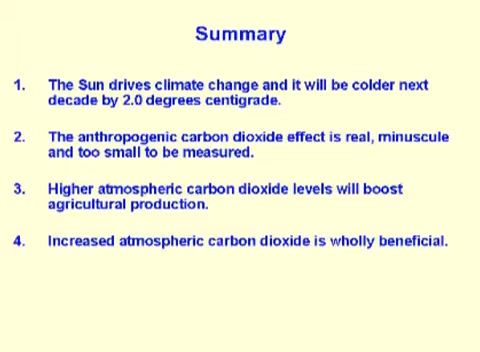 Summary
1. The Sun drives climate change and it will be colder next
decade by 2.0 degrees centigrade.
2. The anthropogenic carbon dioxide effect is real, minuscule
and too small to be measured.
3. Higher atmospheric carbon dioxide levels will boost
agricultural production.
4. Increased atmospheric carbon dioxide is wholly beneficial.